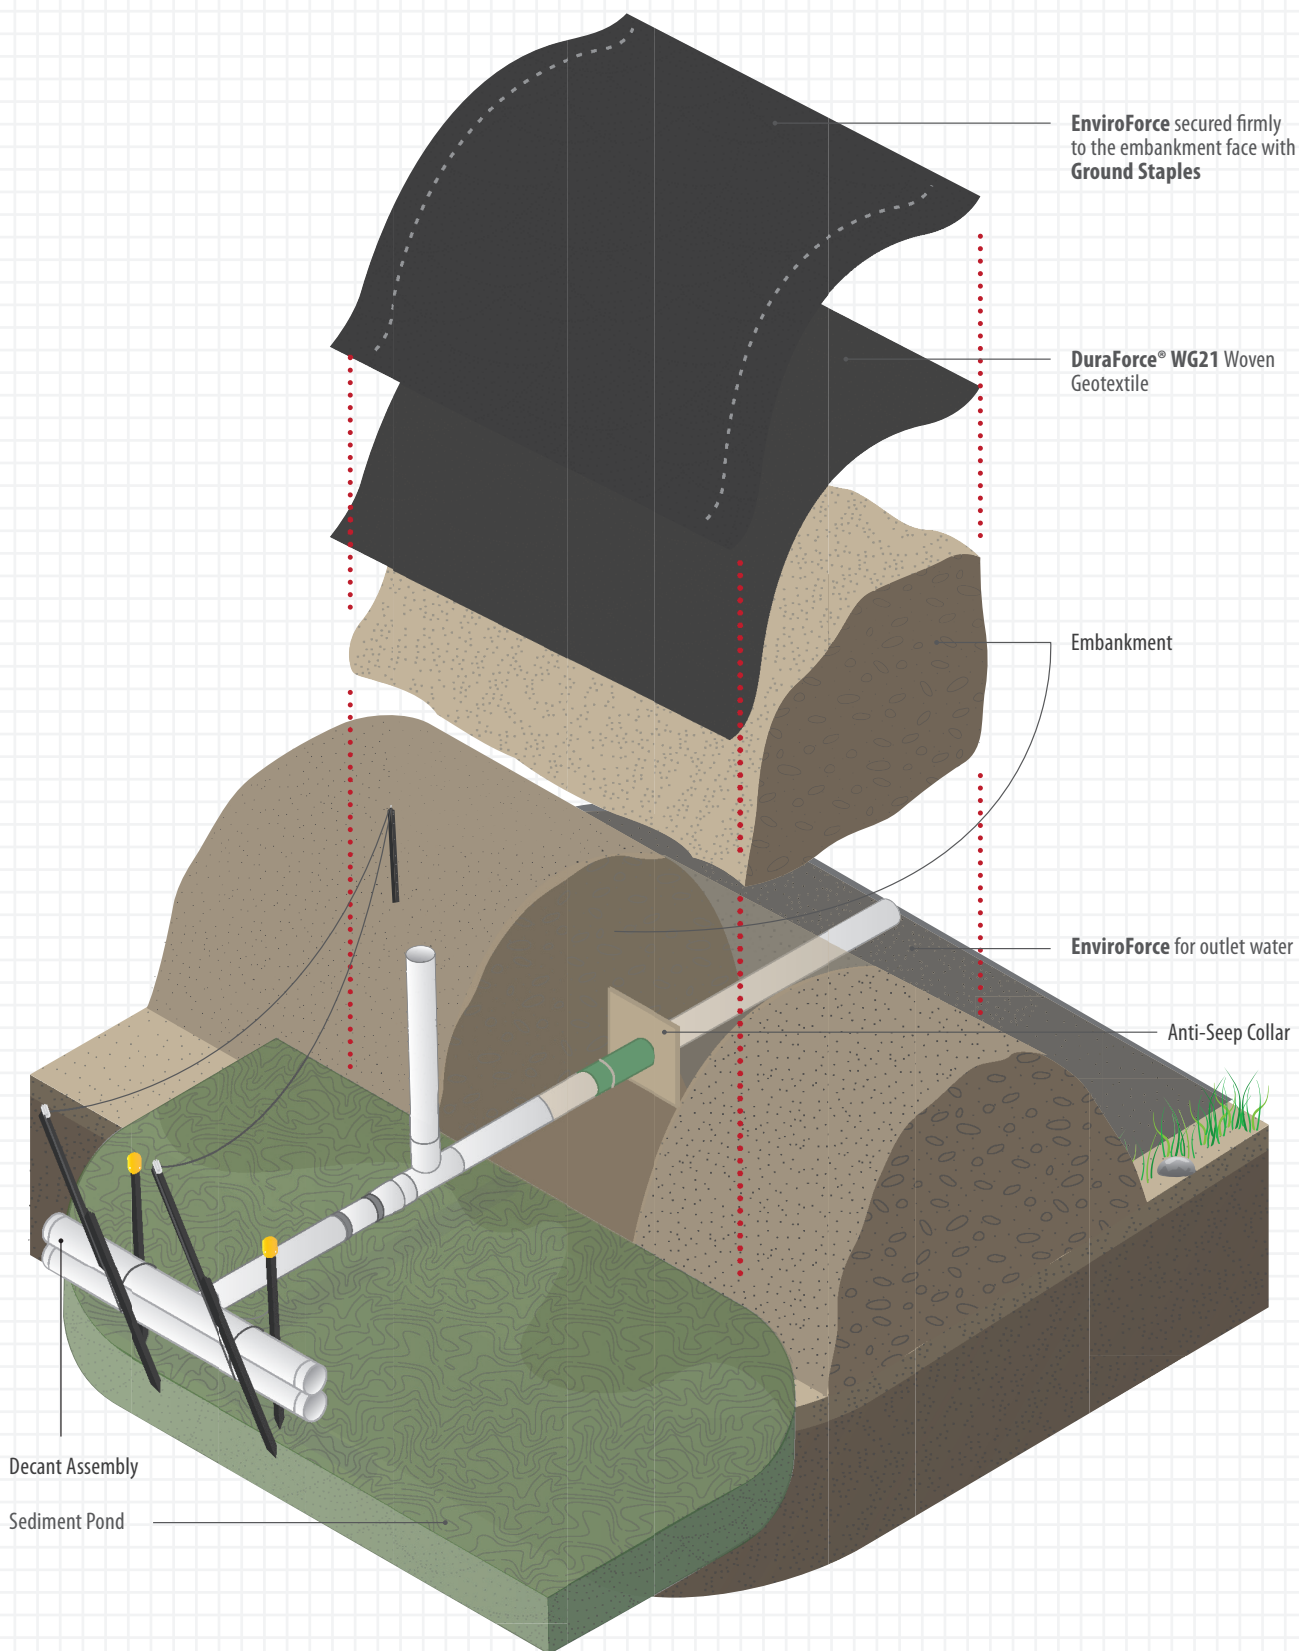 EnviroForce secured firmly
to the embankment face with
Ground Staples
DuraForce® WG21 Woven
Geotextile
Embankment
EnviroForce for outlet water
Anti-Seep Collar
Decant Assembly
Sediment Pond